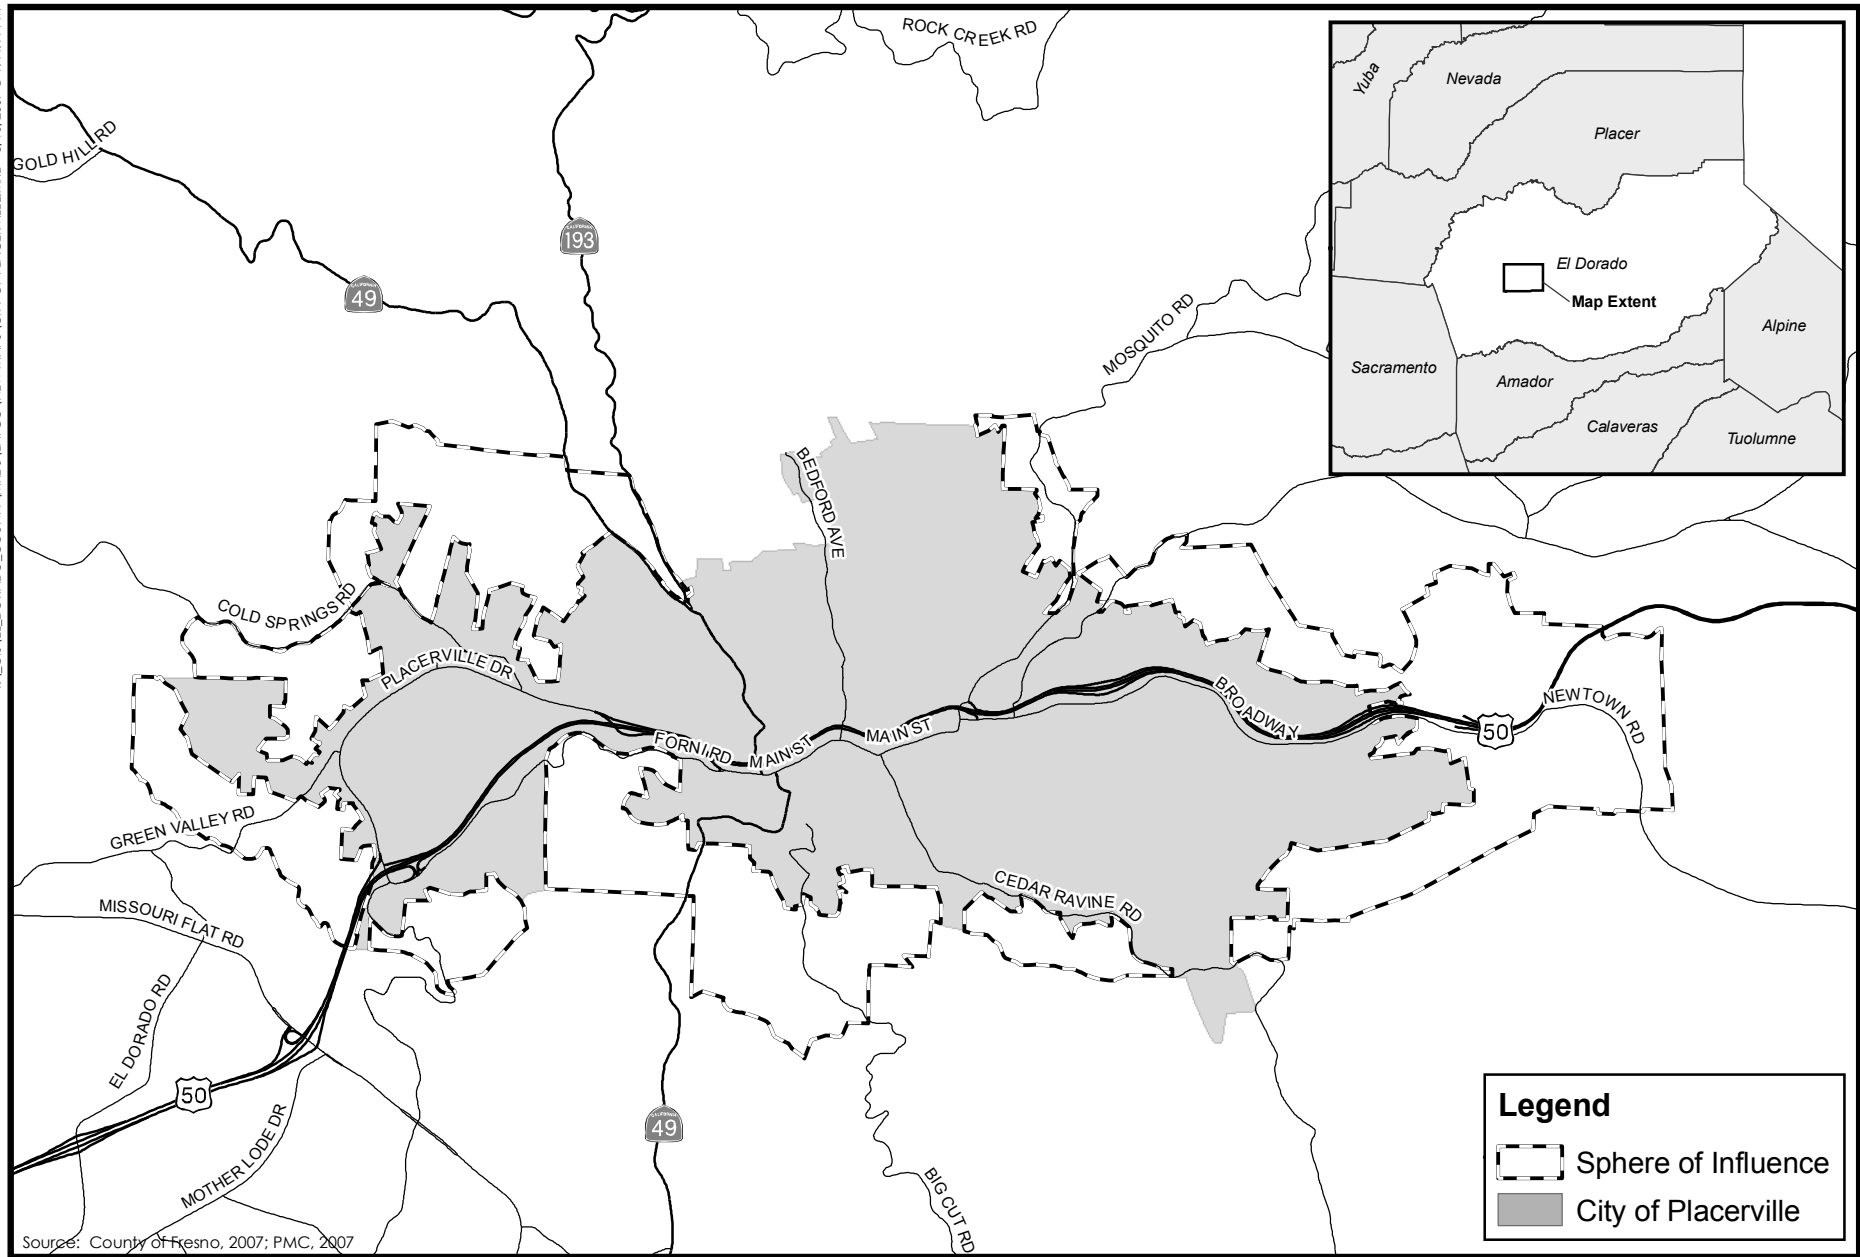 ROCK CREEK RD
GOLD HILL RD
CALIFORNIA
193
CALIFORNIA
49
MOSQUITO RD
BEDFORD AVE
COLD SPRINGS RD
PLACERVILLE DR
FORNI RD
MAIN ST
MAIN ST
BROADWAY
50
NEWTOWN RD
GREEN VALLEY RD
MISSOURI FLAT RD
CEDAR RAVINE RD
EL DORADO RD
50
MOTHER LODE DR
CALIFORNIA
49
BIG CUT RD
Yuba
Nevada
Placer
El Dorado
Map Extent
Alpine
Sacramento
Amador
Calaveras
Tuolumne
Legend
Sphere of Influence
City of Placerville
Source: County of Fresno, 2007; PMC, 2007